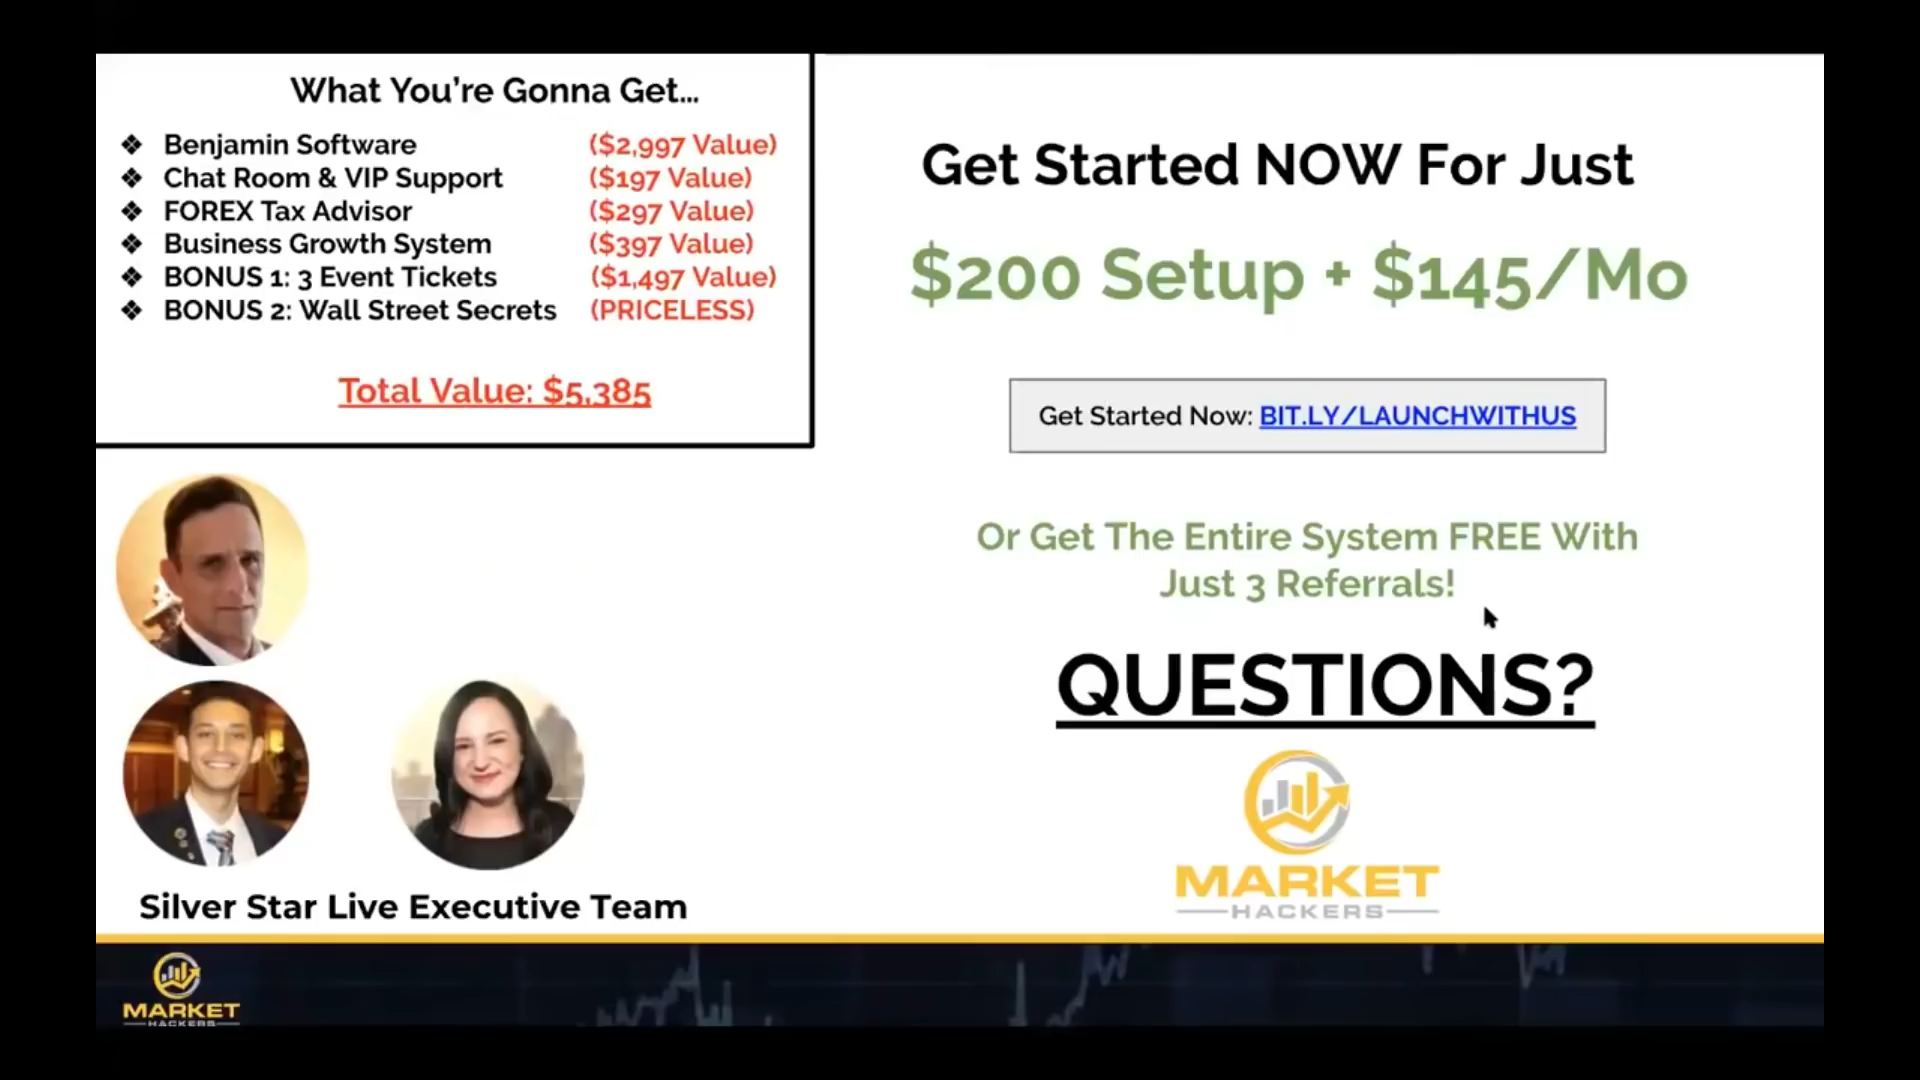 What You're Gonna Get...
❖ Benjamin Software ($2,997 Value)
❖ Chat Room & VIP Support ($197 Value)
❖ FOREX Tax Advisor ($297 Value)
❖ Business Growth System ($397 Value)
❖ BONUS 1: 3 Event Tickets ($1,497 Value)
❖ BONUS 2: Wall Street Secrets (PRICELESS)
Total Value: $5,385
Silver Star Live Executive Team
Get Started NOW For Just
$200 Setup + $145/Mo
Get Started Now: BIT.LY/LAUNCHWITHUS
Or Get The Entire System FREE With
Just 3 Referrals!
QUESTIONS?
MARKET
HACKERS
MARKET
HACKERS